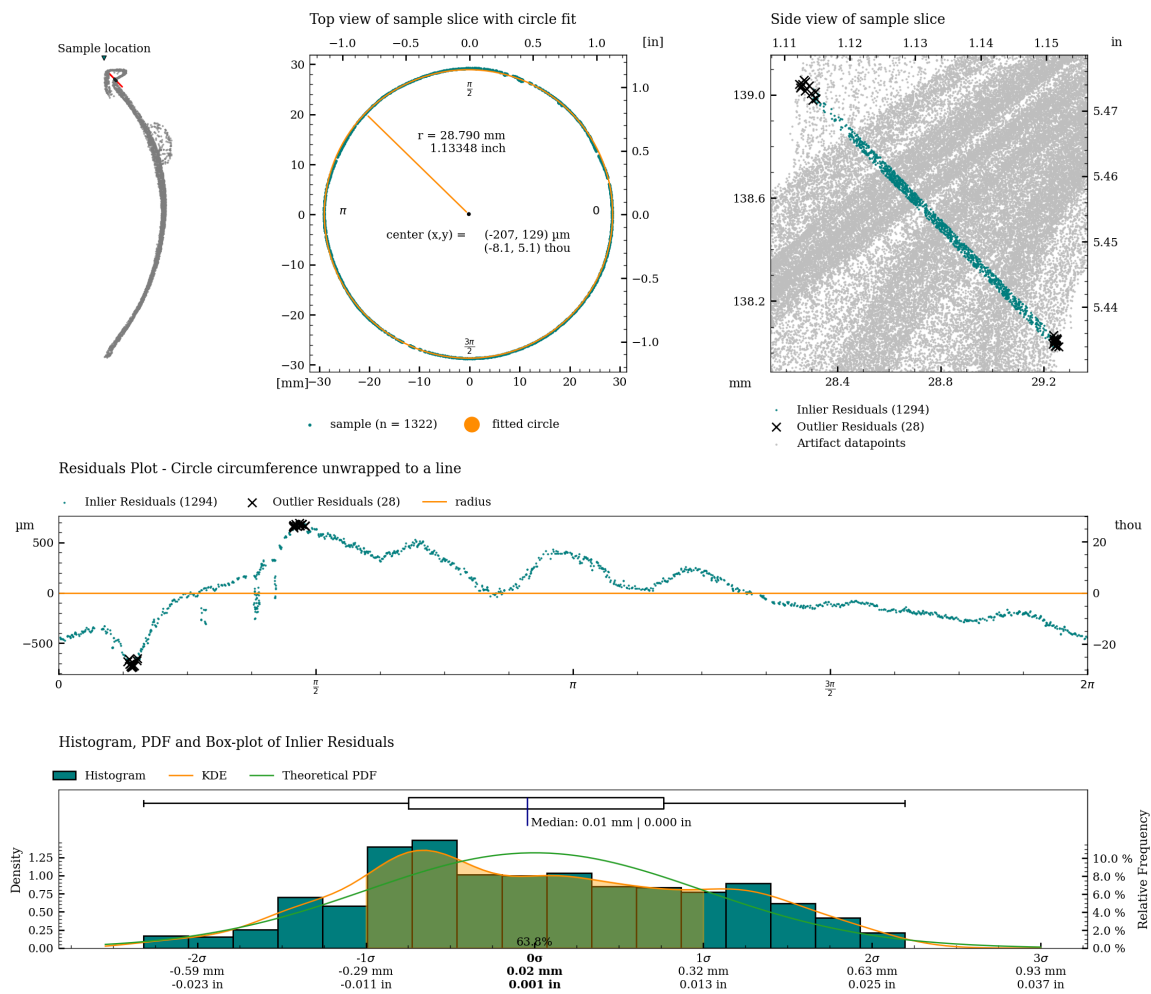 Sample location
Top view of sample slice with circle fit
−1.0 −0.5 0.0 0.5 1.0 [in]
30
20
10
0
−10
−20
−30
1.0
0.5
0.0
−0.5
−1.0
π/2
r = 28.790 mm
1.13348 inch
π
0
center (x,y) = (-207, 129) µm
(-8.1, 5.1) thou
3π/2
[mm] −30 −20 −10 0 10 20 30
sample (n = 1322) fitted circle
Side view of sample slice
1.11 1.12 1.13 1.14 1.15 in
139.0
138.6
138.2
5.47
5.46
5.45
5.44
mm 28.4 28.8 29.2
Inlier Residuals (1294)
Outlier Residuals (28)
Artifact datapoints
Residuals Plot - Circle circumference unwrapped to a line
Inlier Residuals (1294) Outlier Residuals (28) radius
µm thou
500 20
0 0
−500 −20
0 π/2 π 3π/2 2π
Histogram, PDF and Box-plot of Inlier Residuals
Histogram KDE Theoretical PDF
Median: 0.01 mm | 0.000 in
Density
1.25
1.00
0.75
0.50
0.25
0.00
Relative Frequency
10.0 %
8.0 %
6.0 %
4.0 %
2.0 %
0.0 %
63.8%
-2σ -1σ 0σ 1σ 2σ 3σ
-0.59 mm -0.29 mm 0.02 mm 0.32 mm 0.63 mm 0.93 mm
-0.023 in -0.011 in 0.001 in 0.013 in 0.025 in 0.037 in